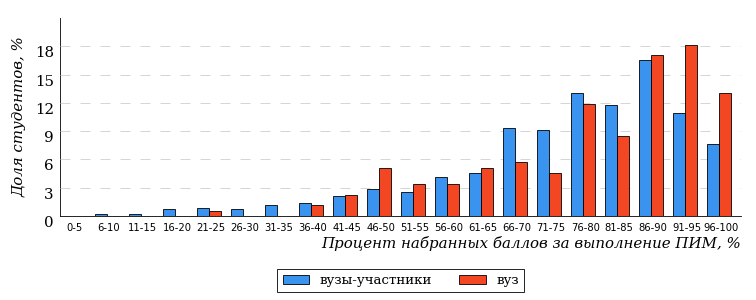 Доля студентов, %
18
15
12
9
6
3
0
0-5 6-10 11-15 16-20 21-25 26-30 31-35 36-40 41-45 46-50 51-55 56-60 61-65 66-70 71-75 76-80 81-85 86-90 91-95 96-100
Процент набранных баллов за выполнение ПИМ, %
вузы-участники вуз